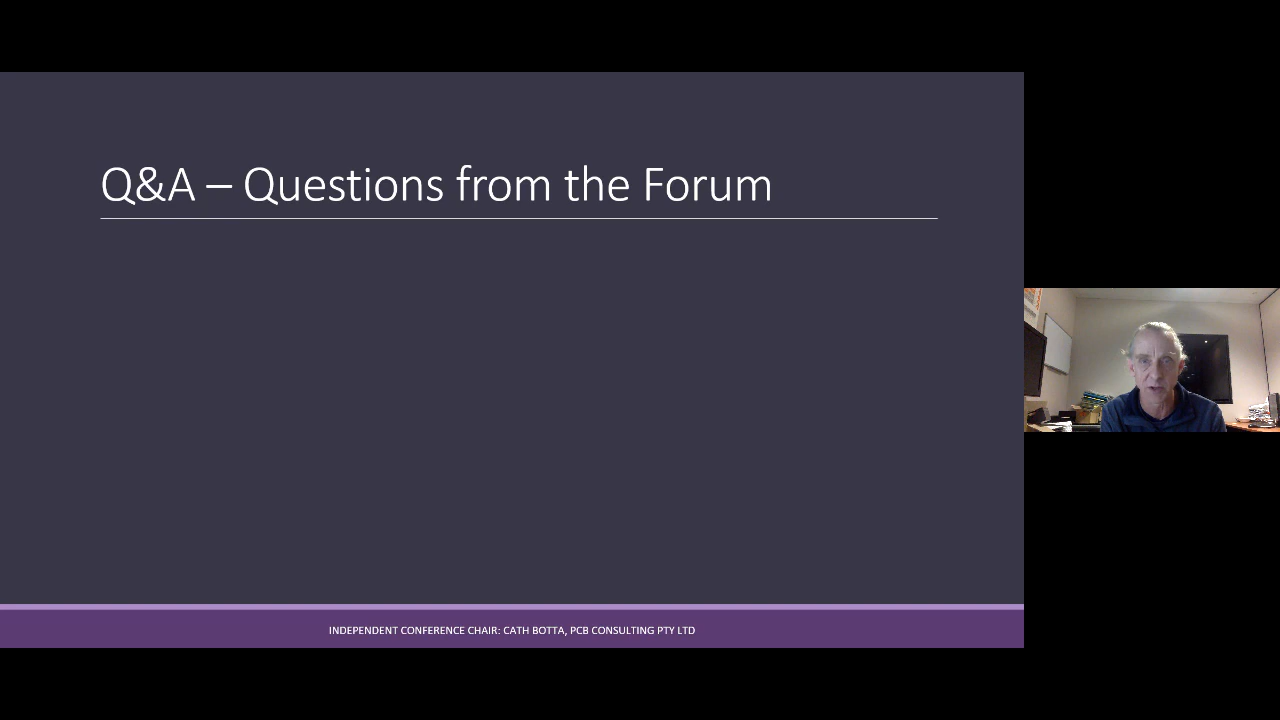 Q&A – Questions from the Forum
INDEPENDENT CONFERENCE CHAIR: CATH BOTTA, PCB CONSULTING PTY LTD